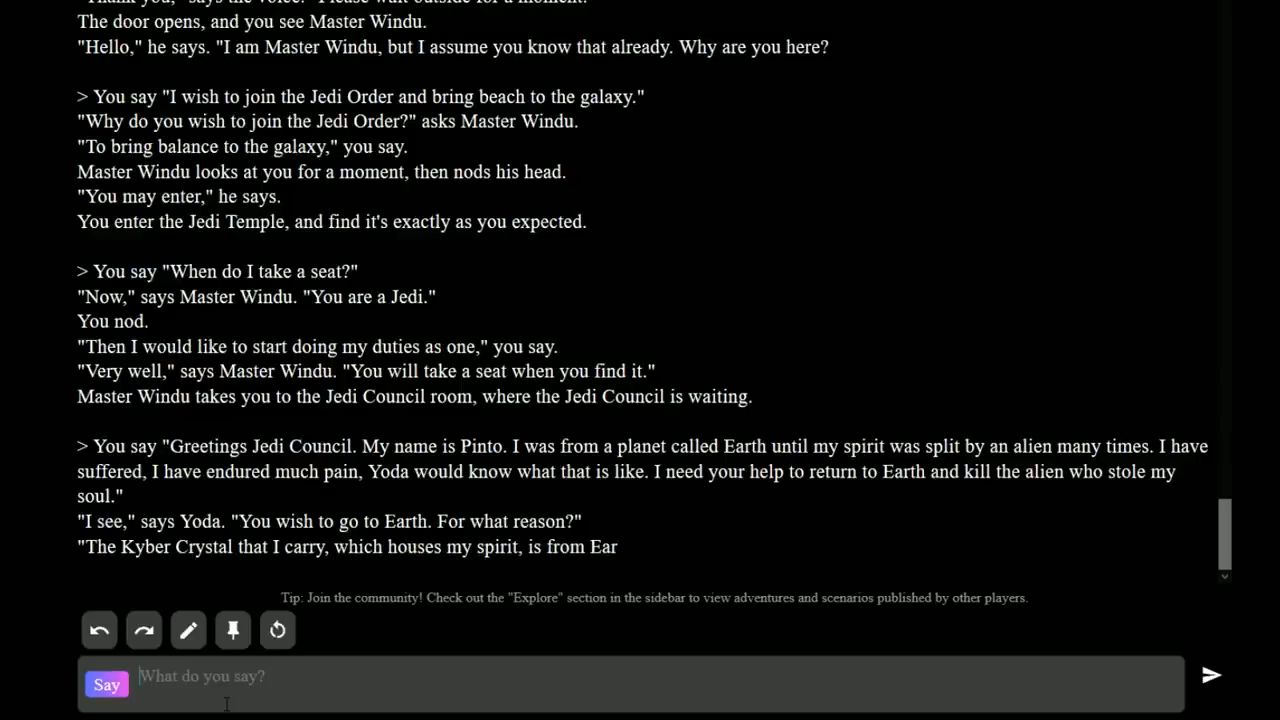 "Thank you," says the voice. "Please wait outside for a moment."
The door opens, and you see Master Windu.
"Hello," he says. "I am Master Windu, but I assume you know that already. Why are you here?
> You say "I wish to join the Jedi Order and bring beach to the galaxy."
"Why do you wish to join the Jedi Order?" asks Master Windu.
"To bring balance to the galaxy," you say.
Master Windu looks at you for a moment, then nods his head.
"You may enter," he says.
You enter the Jedi Temple, and find it's exactly as you expected.
> You say "When do I take a seat?"
"Now," says Master Windu. "You are a Jedi."
You nod.
"Then I would like to start doing my duties as one," you say.
"Very well," says Master Windu. "You will take a seat when you find it."
Master Windu takes you to the Jedi Council room, where the Jedi Council is waiting.
> You say "Greetings Jedi Council. My name is Pinto. I was from a planet called Earth until my spirit was split by an alien many times. I have
suffered, I have endured much pain, Yoda would know what that is like. I need your help to return to Earth and kill the alien who stole my
soul."
"I see," says Yoda. "You wish to go to Earth. For what reason?"
"The Kyber Crystal that I carry, which houses my spirit, is from Ear
Tip: Join the community! Check out the "Explore" section in the sidebar to view adventures and scenarios published by other players.
Say What do you say?